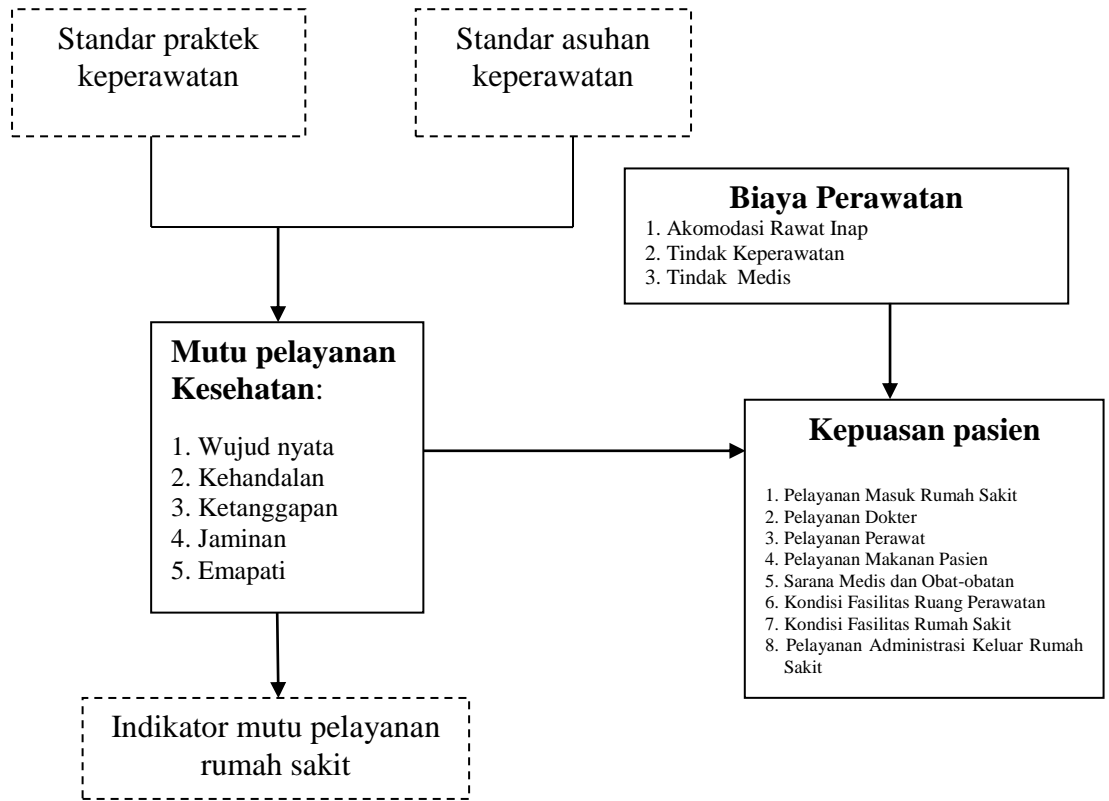 Standar praktek
keperawatan
Standar asuhan
keperawatan
Biaya Perawatan
1. Akomodasi Rawat Inap
2. Tindak Keperawatan
3. Tindak Medis
Mutu pelayanan
Kesehatan:
1. Wujud nyata
2. Kehandalan
3. Ketanggapan
4. Jaminan
5. Emapati
Kepuasan pasien
1. Pelayanan Masuk Rumah Sakit
2. Pelayanan Dokter
3. Pelayanan Perawat
4. Pelayanan Makanan Pasien
5. Sarana Medis dan Obat-obatan
6. Kondisi Fasilitas Ruang Perawatan
7. Kondisi Fasilitas Rumah Sakit
8. Pelayanan Administrasi Keluar Rumah
Sakit
Indikator mutu pelayanan
rumah sakit